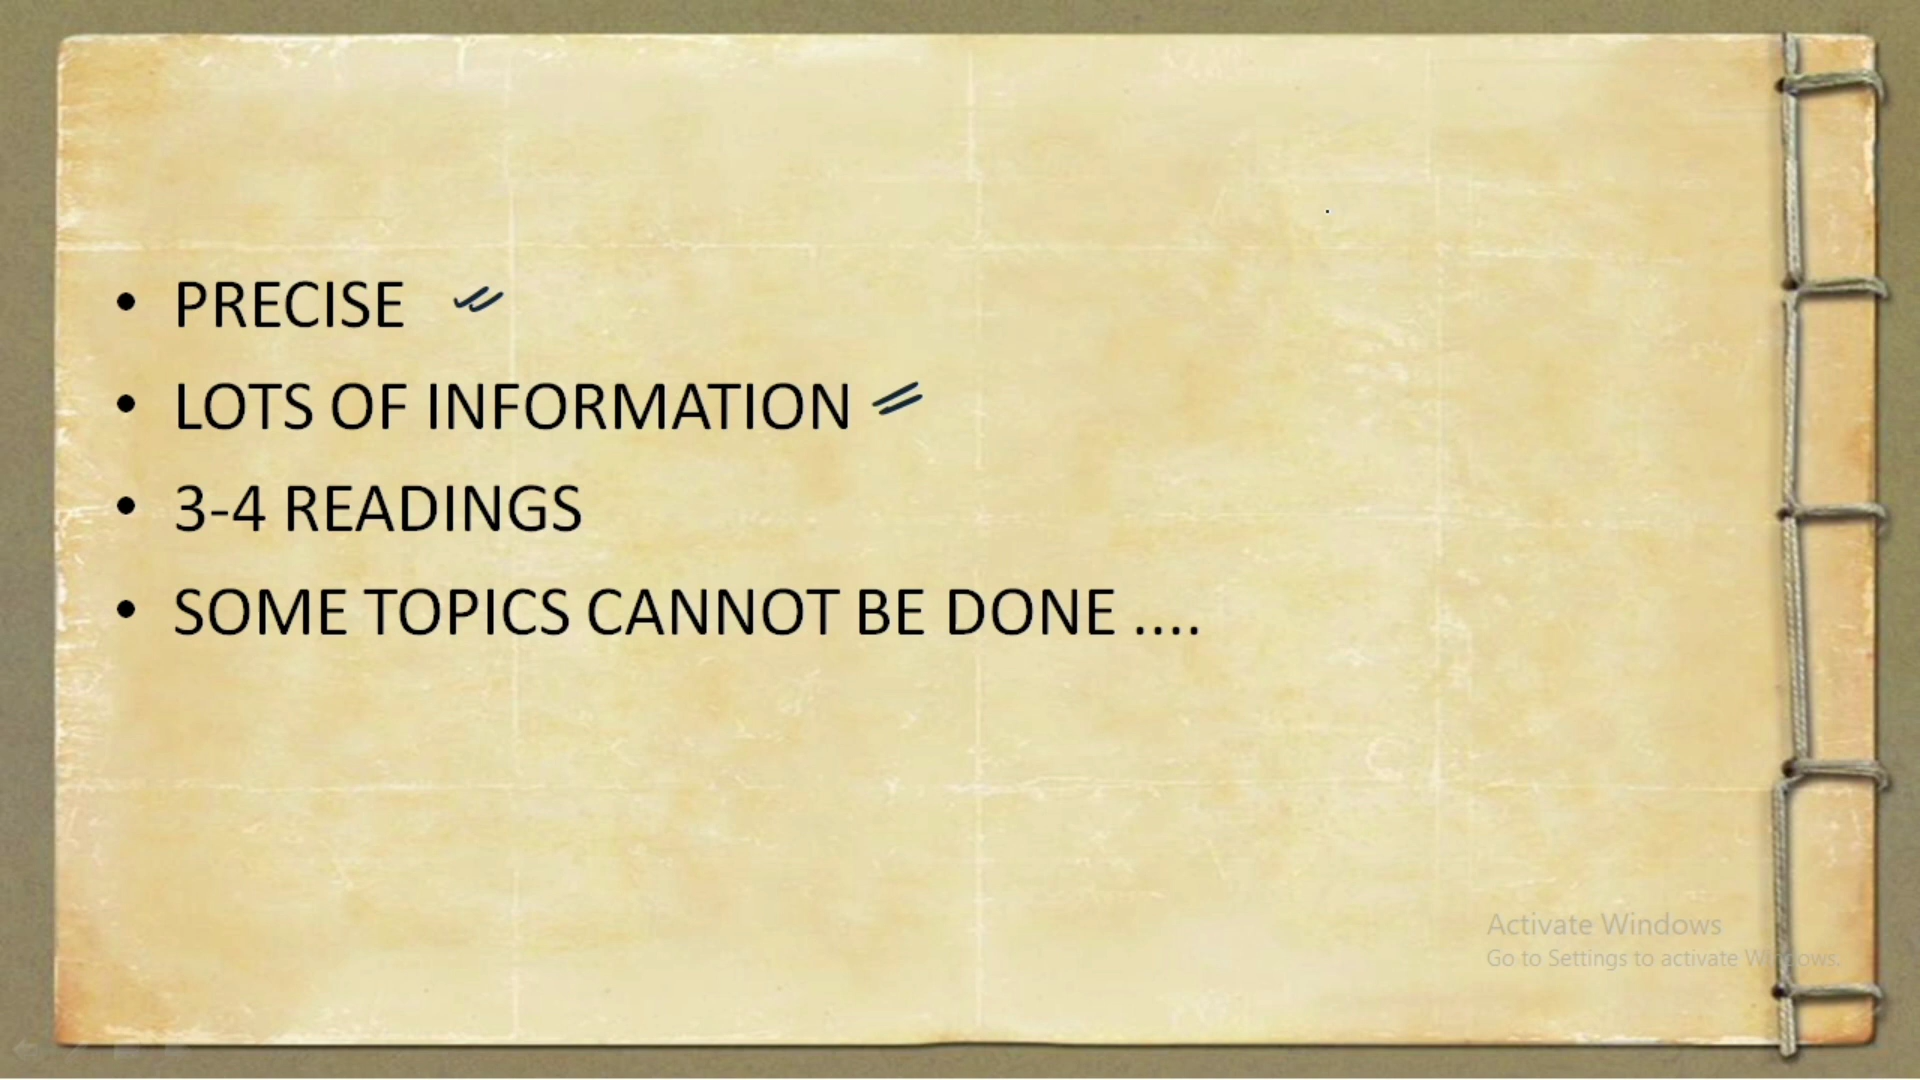 • PRECISE
• LOTS OF INFORMATION
• 3-4 READINGS
• SOME TOPICS CANNOT BE DONE ....
Activate Windows
Go to Settings to activate Windows.